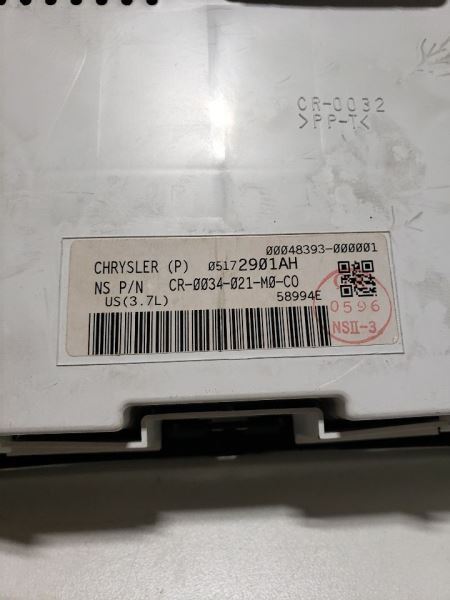 CR-0032
>PP-T<
00048393-000001
CHRYSLER (P) 05172901AH
NS P/N CR-0034-021-M0-C0
US(3.7L) 58994E
0596
NSII-3